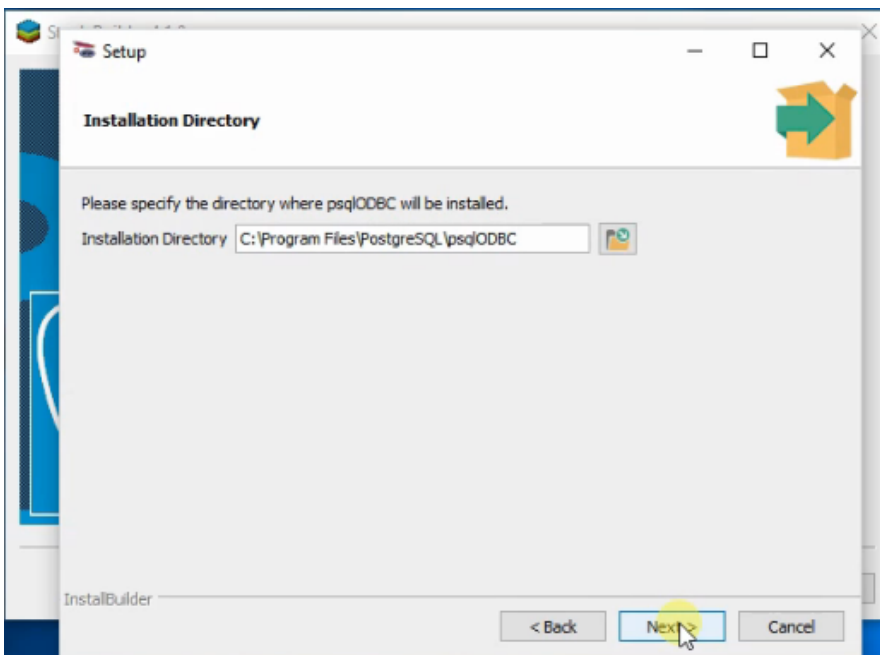 Setup
Installation Directory
Please specify the directory where psqlODBC will be installed.
Installation Directory C:\Program Files\PostgreSQL\psqlODBC
InstallBuilder
< Back Next > Cancel